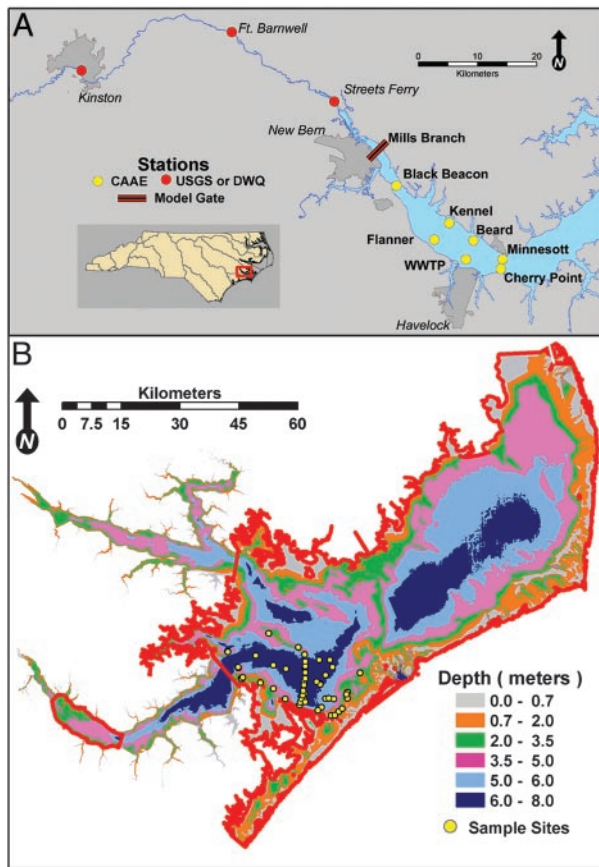 A
Ft. Barnwell
Kinston
Streets Ferry
0 10 20
Kilometers
N
New Bern
Mills Branch
Stations
CAAE USGS or DWQ
Model Gate
Black Beacon
Kennel
Flanner
Beard
Minnesott
WWTP
Cherry Point
Havelock
B
Kilometers
0 3.75 7.5 15 30 45 60
N
Depth ( meters )
0.0 - 0.7
0.7 - 2.0
2.0 - 3.5
3.5 - 5.0
5.0 - 6.0
6.0 - 8.0
Sample Sites